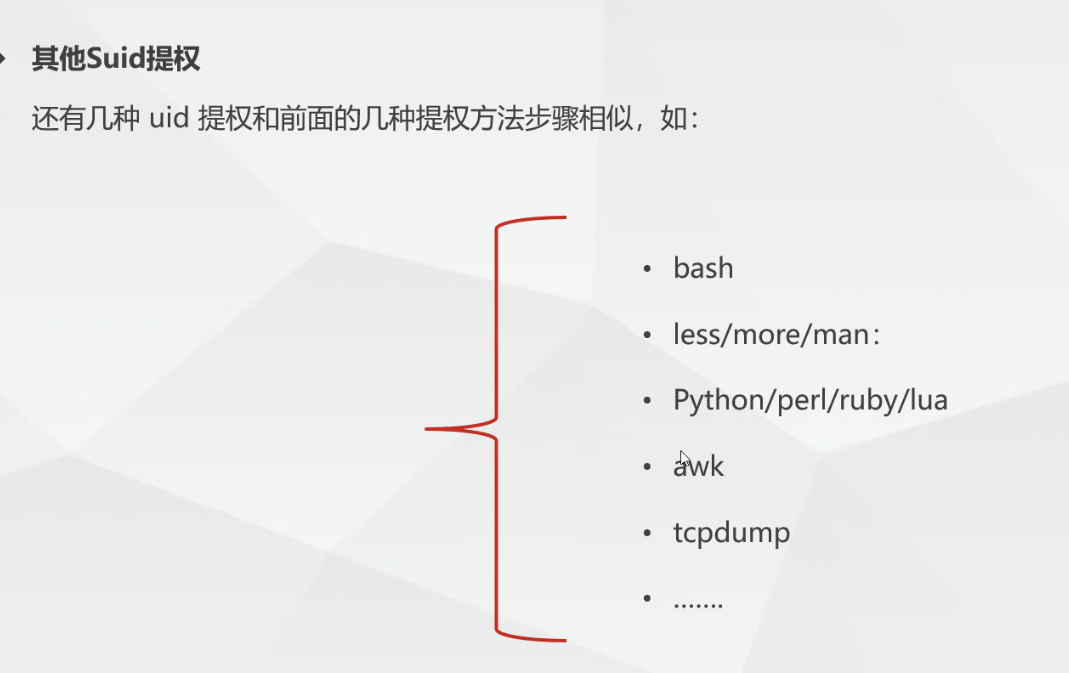 其他Suid提权
还有几种 uid 提权和前面的几种提权方法步骤相似，如：
• bash
• less/more/man：
• Python/perl/ruby/lua
• awk
• tcpdump
• .......